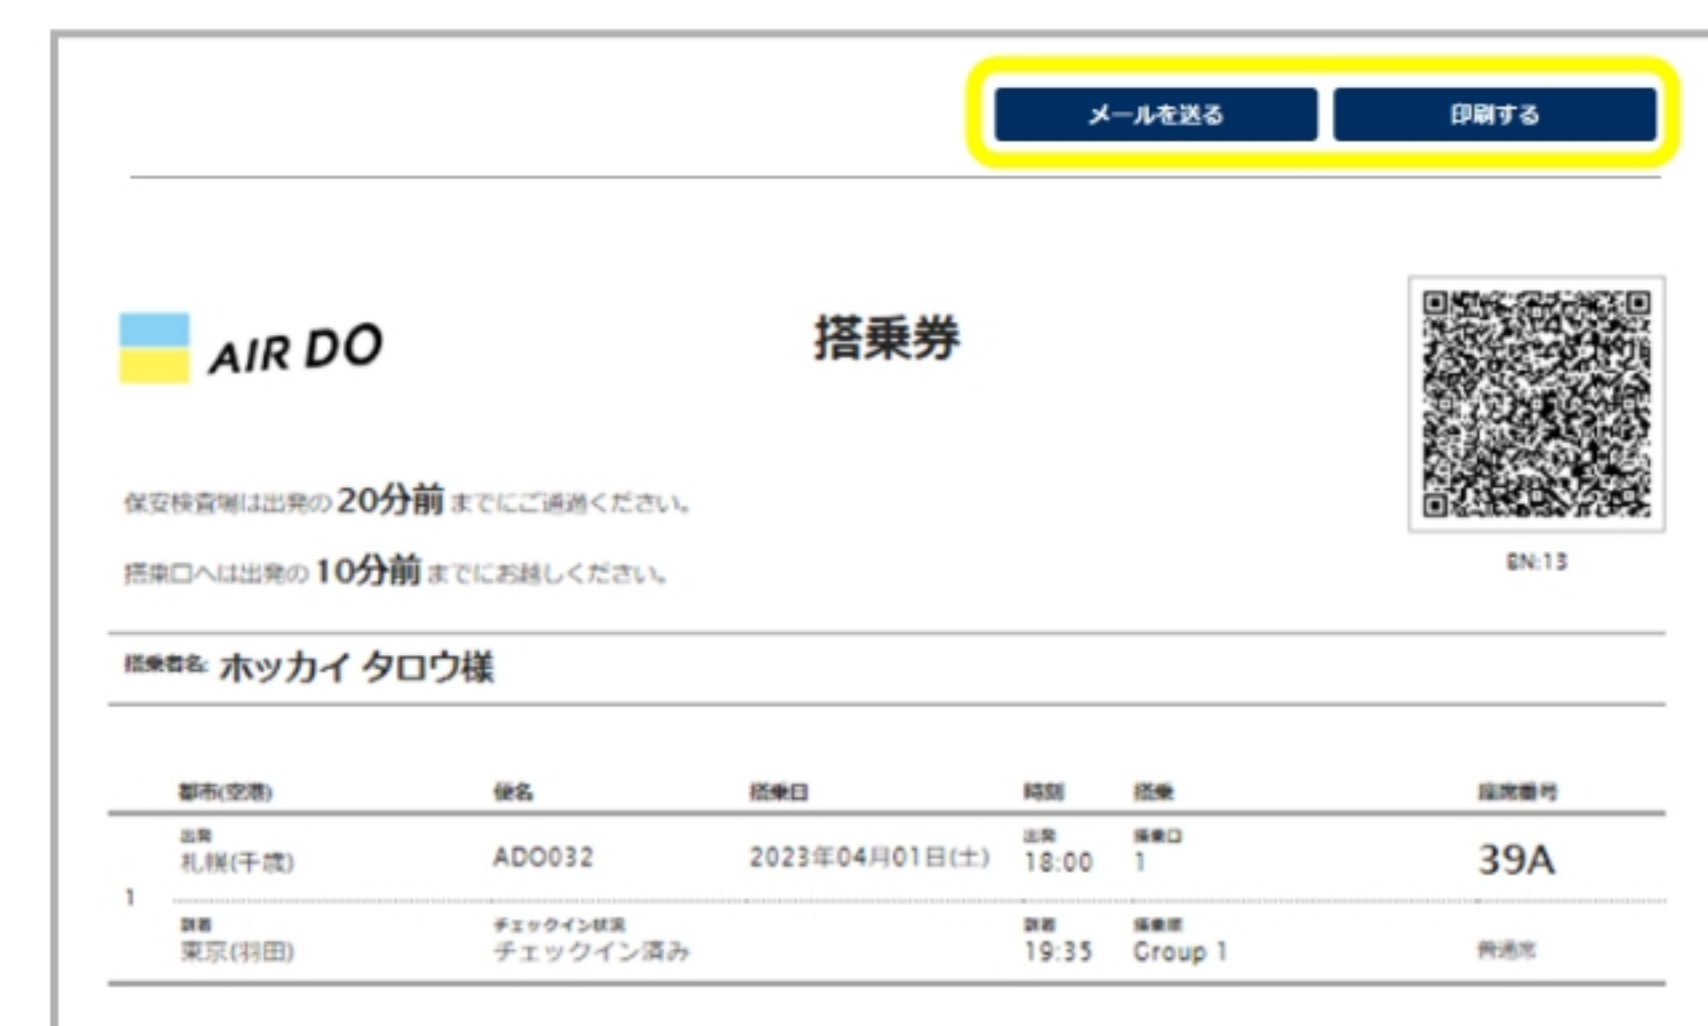 メールを送る 印刷する
AIR DO
搭乗券
保安検査場は出発の 20分前 までにご通過ください。
搭乗口へは出発の 10分前 までにお越しください。
BN:13
搭乗者名: ホッカイ タロウ様
都市(空港) 便名 搭乗日 時刻 搭乗 座席番号
出発 出発 搭乗口
札幌(千歳) ADO032 2023年04月01日(土) 18:00 1 39A
1
到着 チェックイン状況 到着 搭乗順
東京(羽田) チェックイン済み 19:35 Group 1 普通席